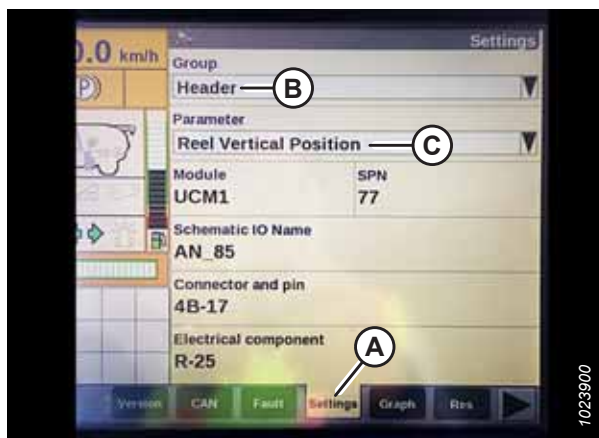 0.0 km/h
Settings
Group
Header
B
(P)
Parameter
Reel Vertical Position
C
Module
SPN
UCM1
77
Schematic IO Name
AN_85
Connector and pin
4B-17
Electrical component
R-25
A
Version
CAN
Fault
Settings
Graph
Res
1023900